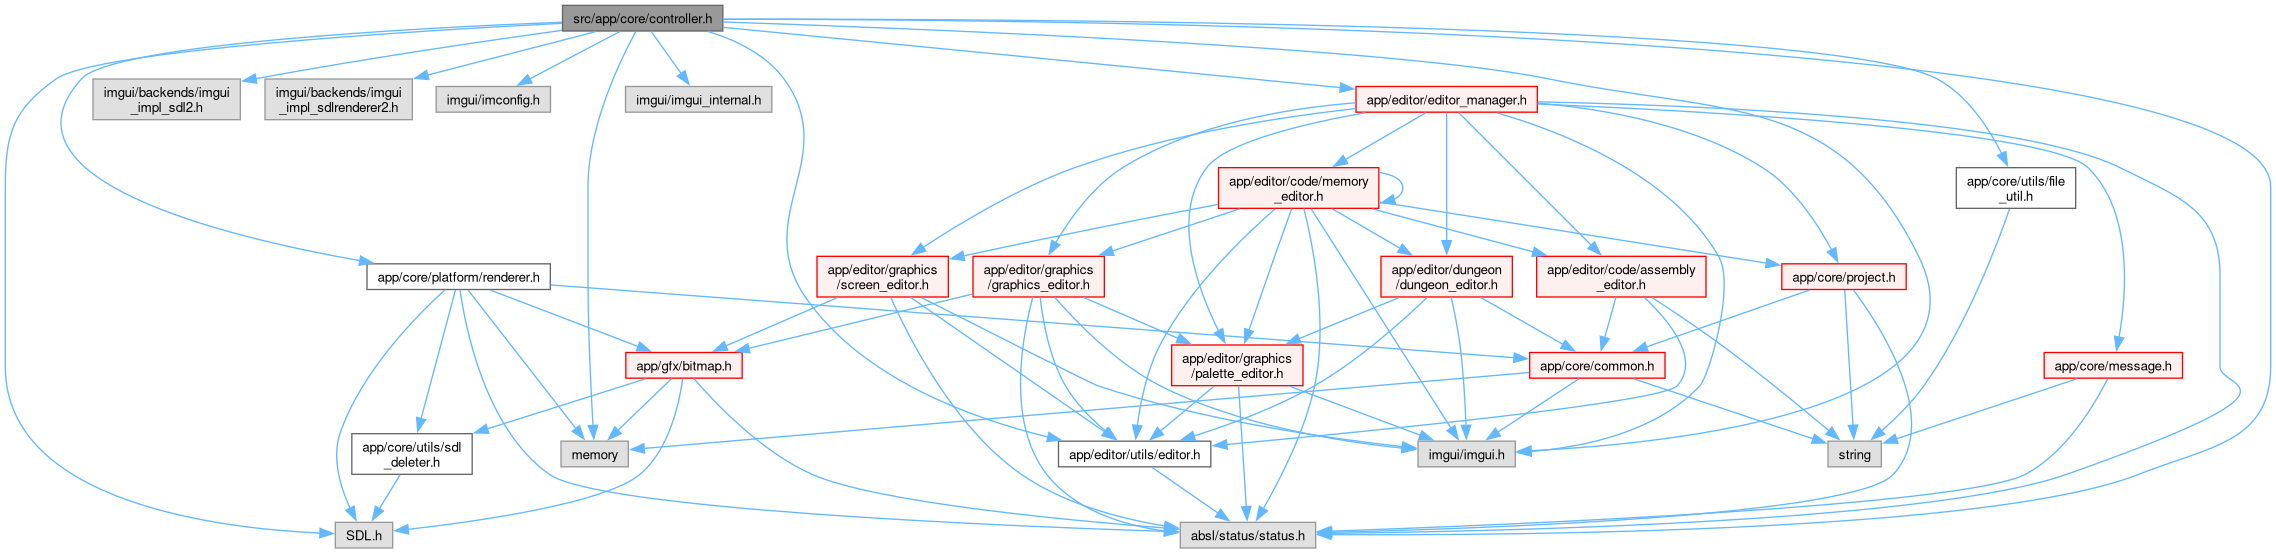 src/app/core/controller.h
imgui/backends/imgui
_impl_sdl2.h
imgui/backends/imgui
_impl_sdlrenderer2.h
imgui/imconfig.h
imgui/imgui_internal.h
app/editor/editor_manager.h
app/editor/code/memory
_editor.h
app/core/utils/file
_util.h
app/core/platform/renderer.h
app/editor/graphics
/screen_editor.h
app/editor/graphics
/graphics_editor.h
app/editor/dungeon
/dungeon_editor.h
app/editor/code/assembly
_editor.h
app/core/project.h
app/gfx/bitmap.h
app/editor/graphics
/palette_editor.h
app/core/common.h
app/core/message.h
app/core/utils/sdl
_deleter.h
memory
app/editor/utils/editor.h
imgui/imgui.h
string
SDL.h
absl/status/status.h